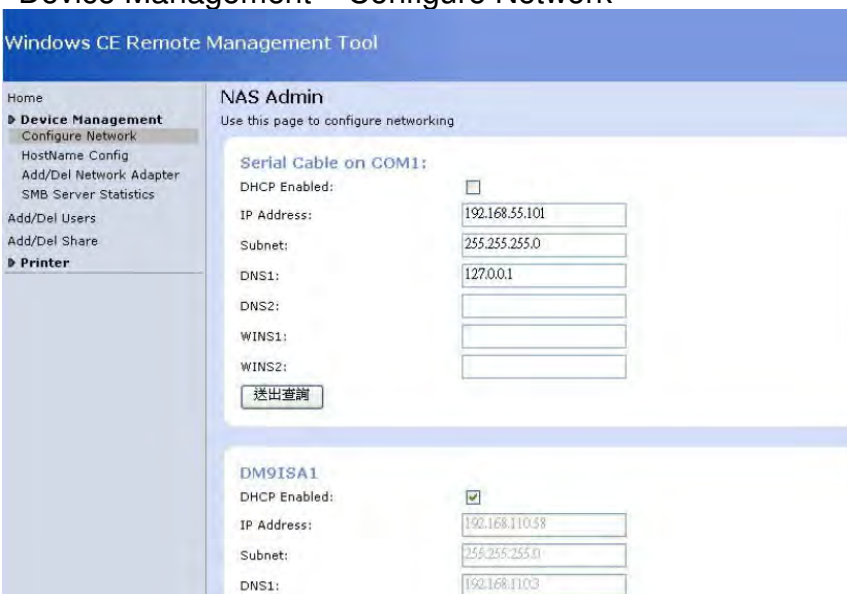 Device Management – Configure Network
Windows CE Remote Management Tool
Home
Device Management
Configure Network
HostName Config
Add/Del Network Adapter
SMB Server Statistics
Add/Del Users
Add/Del Share
Printer
NAS Admin
Use this page to configure networking
Serial Cable on COM1:
DHCP Enabled:
IP Address: 192.168.55.101
Subnet: 255.255.255.0
DNS1: 127.0.0.1
DNS2:
WINS1:
WINS2:
送出查詢
DM9ISA1
DHCP Enabled:
IP Address: 192.168.110.58
Subnet: 255.255.255.0
DNS1: 192.168.110.3